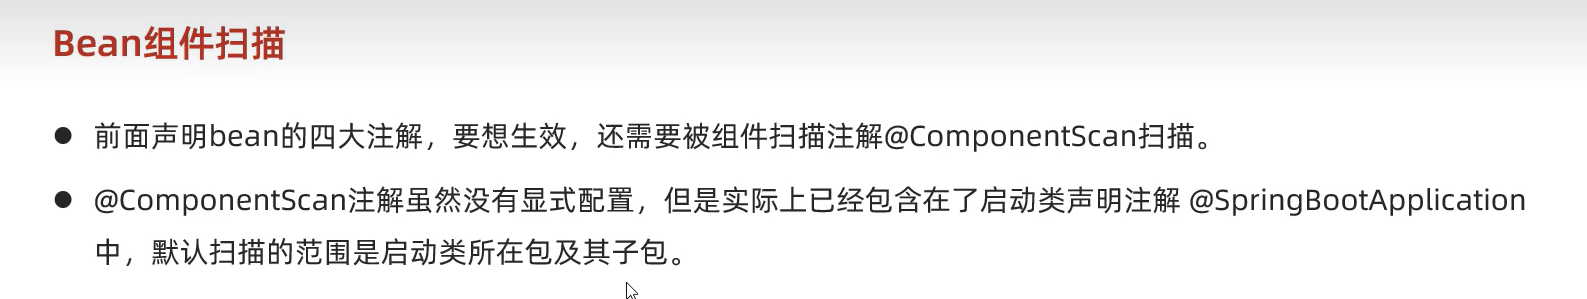 Bean组件扫描
● 前面声明bean的四大注解，要想生效，还需要被组件扫描注解@ComponentScan扫描。
● @ComponentScan注解虽然没有显式配置，但是实际上已经包含在了启动类声明注解 @SpringBootApplication
中，默认扫描的范围是启动类所在包及其子包。